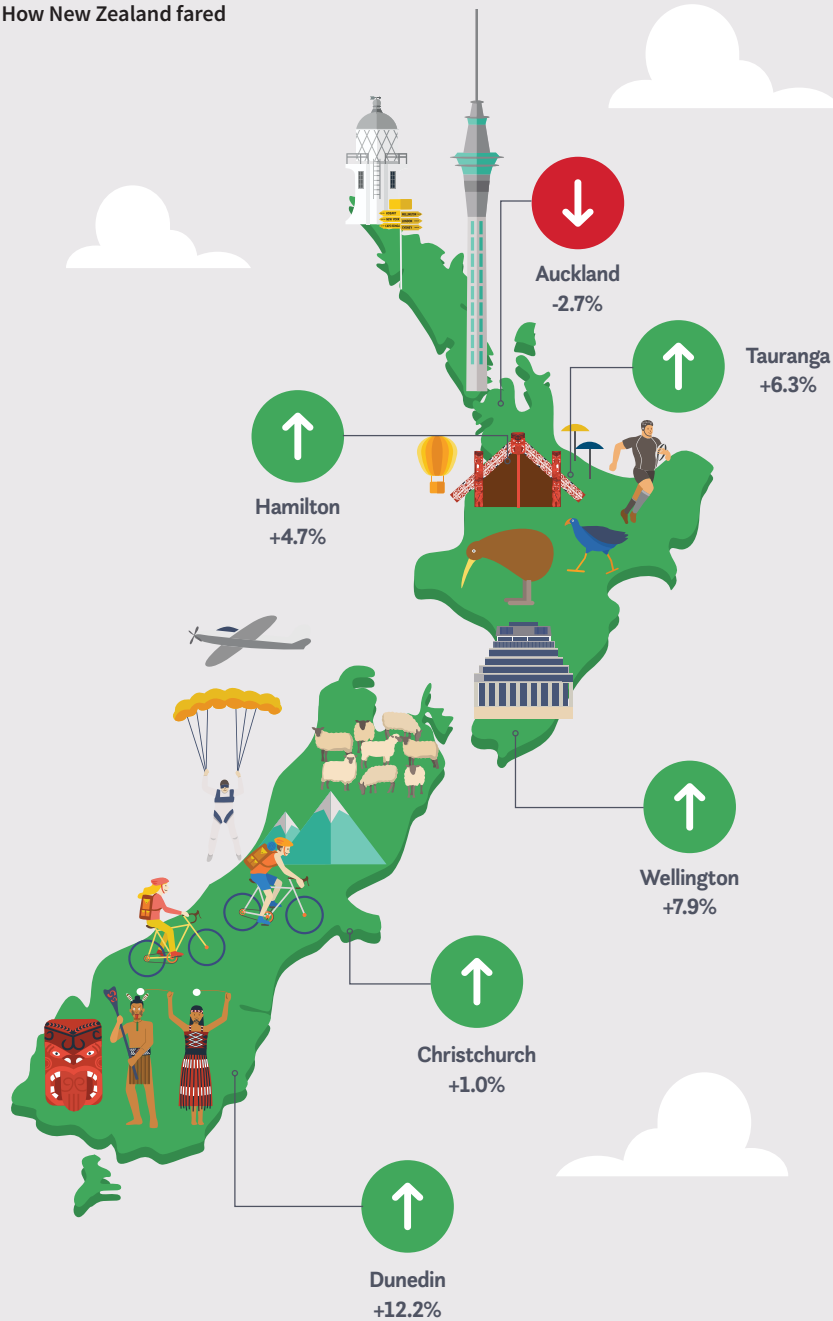 How New Zealand fared
Auckland
-2.7%
Tauranga
+6.3%
Hamilton
+4.7%
Wellington
+7.9%
Christchurch
+1.0%
Dunedin
+12.2%